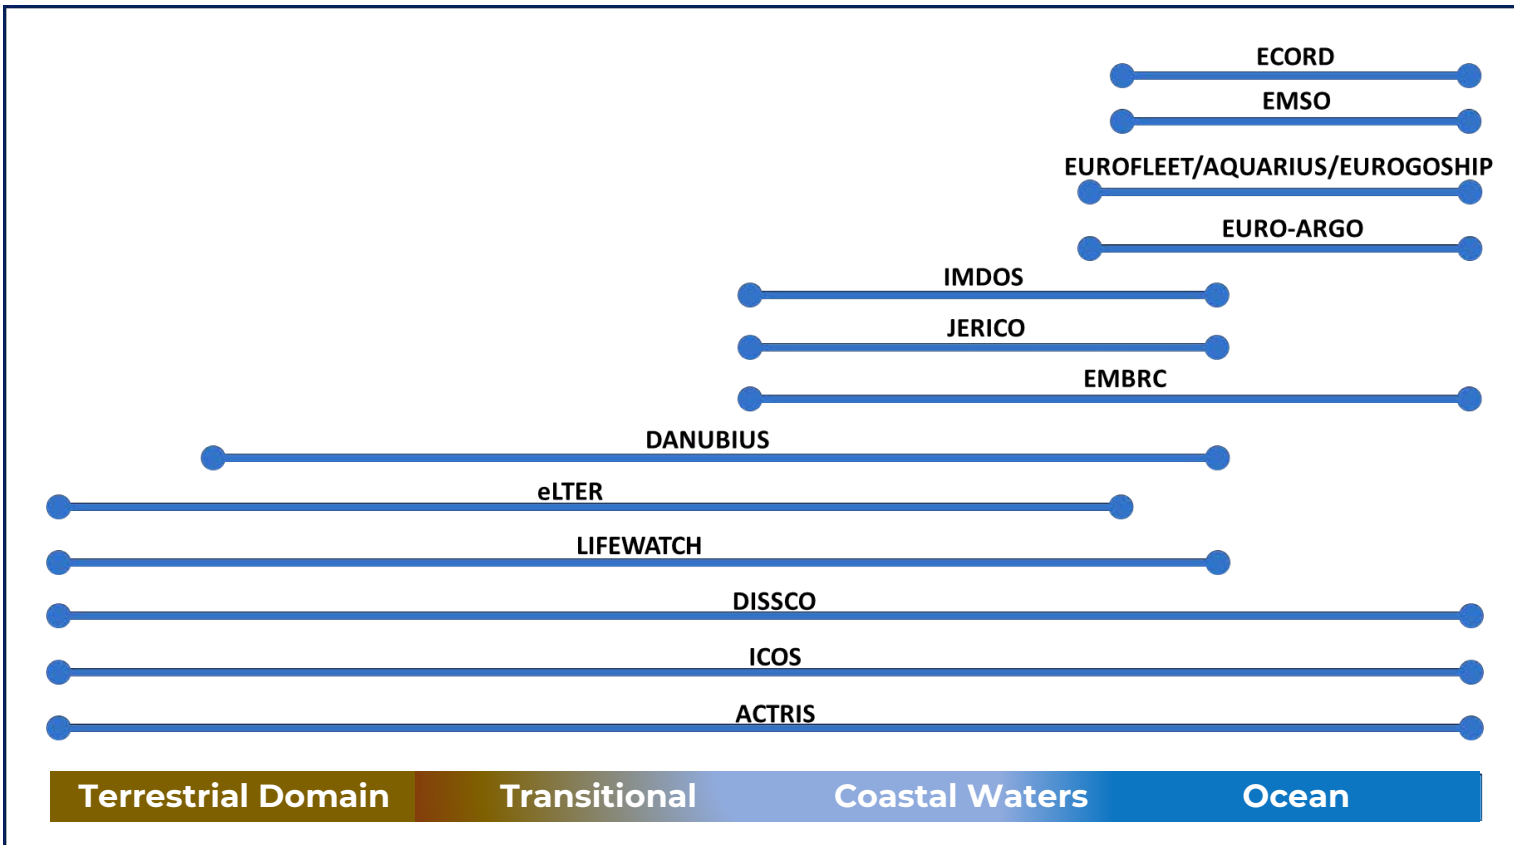 ECORD
EMSO
EUROFLEET/AQUARIUS/EUROGOSHIP
EURO-ARGO
IMDOS
JERICO
EMBRC
DANUBIUS
eLTER
LIFEWATCH
DISSCO
ICOS
ACTRIS
Terrestrial Domain Transitional Coastal Waters Ocean